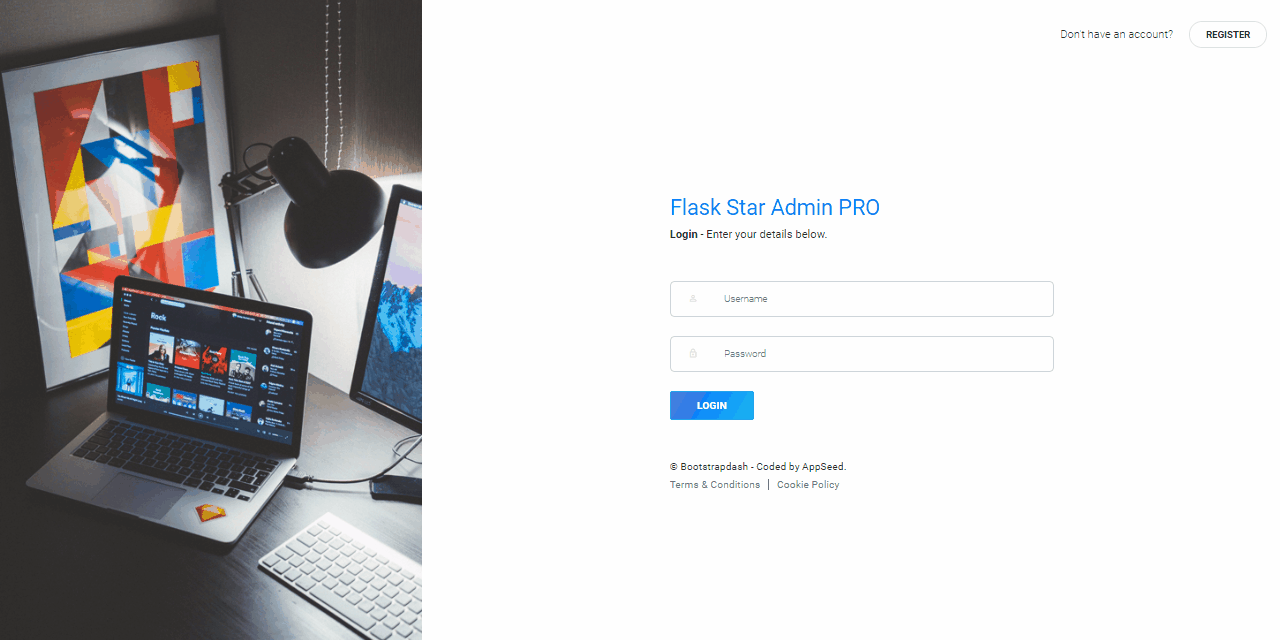 Don't have an account?
REGISTER
Flask Star Admin PRO
Login - Enter your details below.
Username
Password
LOGIN
© Bootstrapdash - Coded by AppSeed.
Terms & Conditions | Cookie Policy
Rock